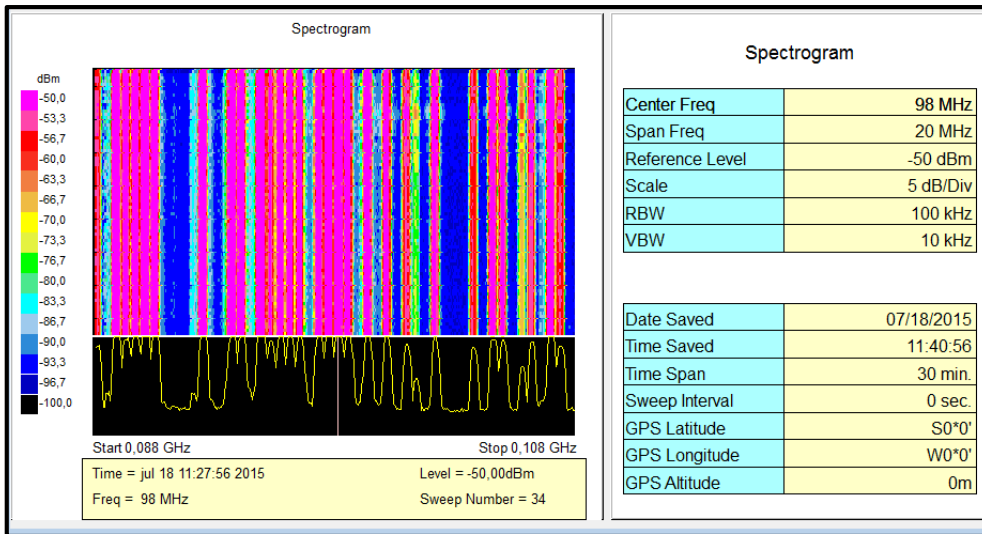 Spectrogram
dBm
-50,0
-53,3
-56,7
-60,0
-63,3
-66,7
-70,0
-73,3
-76,7
-80,0
-83,3
-86,7
-90,0
-93,3
-96,7
-100,0
Start 0,088 GHz Stop 0,108 GHz
Time = jul 18 11:27:56 2015 Level = -50,00dBm
Freq = 98 MHz Sweep Number = 34
Spectrogram
Center Freq 98 MHz
Span Freq 20 MHz
Reference Level -50 dBm
Scale 5 dB/Div
RBW 100 kHz
VBW 10 kHz
Date Saved 07/18/2015
Time Saved 11:40:56
Time Span 30 min.
Sweep Interval 0 sec.
GPS Latitude S0*0'
GPS Longitude W0*0'
GPS Altitude 0m